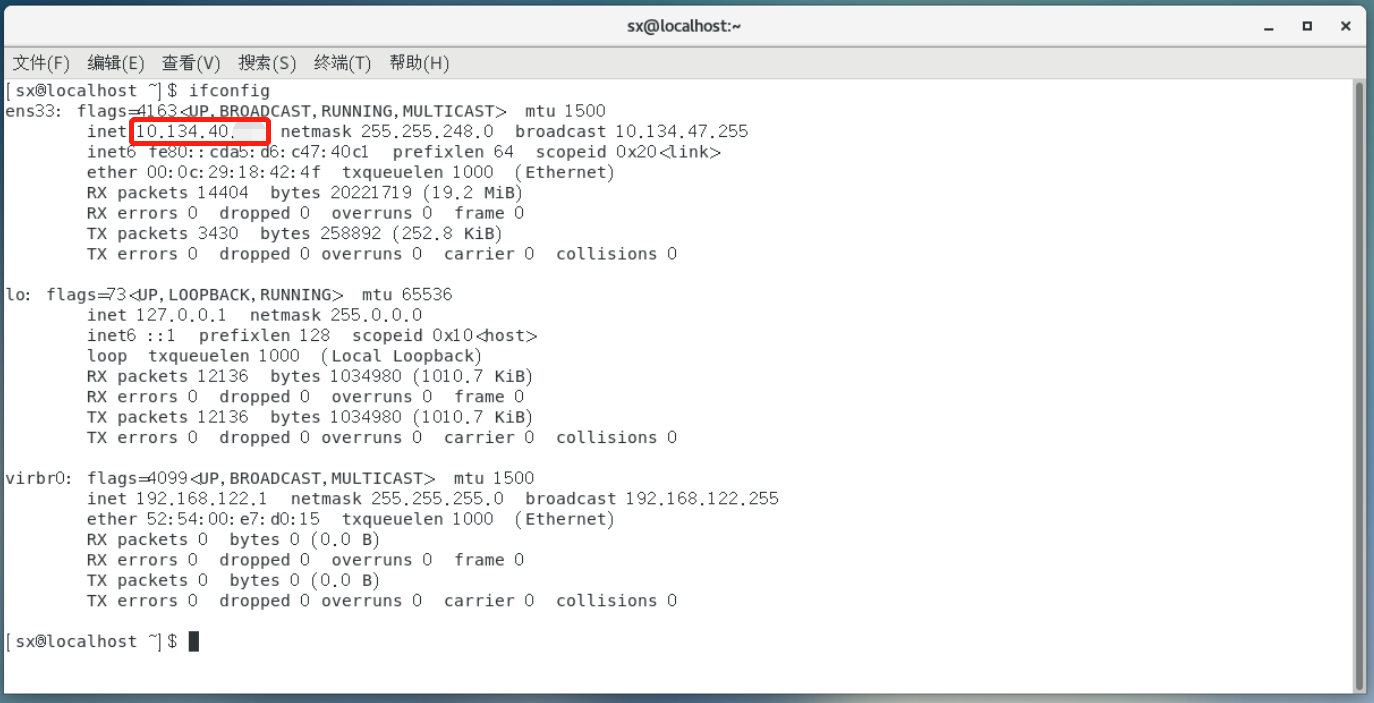 sx@localhost:~
文件(F) 编辑(E) 查看(V) 搜索(S) 终端(T) 帮助(H)
[sx@localhost ~]$ ifconfig
ens33: flags=4163<UP,BROADCAST,RUNNING,MULTICAST>  mtu 1500
        inet 10.134.40.  netmask 255.255.248.0  broadcast 10.134.47.255
        inet6 fe80::cda5:d6:c47:40c1  prefixlen 64  scopeid 0x20<link>
        ether 00:0c:29:18:42:4f  txqueuelen 1000  (Ethernet)
        RX packets 14404  bytes 20221719 (19.2 MiB)
        RX errors 0  dropped 0  overruns 0  frame 0
        TX packets 3430  bytes 258892 (252.8 KiB)
        TX errors 0  dropped 0 overruns 0  carrier 0  collisions 0
lo: flags=73<UP,LOOPBACK,RUNNING>  mtu 65536
        inet 127.0.0.1  netmask 255.0.0.0
        inet6 ::1  prefixlen 128  scopeid 0x10<host>
        loop  txqueuelen 1000  (Local Loopback)
        RX packets 12136  bytes 1034980 (1010.7 KiB)
        RX errors 0  dropped 0  overruns 0  frame 0
        TX packets 12136  bytes 1034980 (1010.7 KiB)
        TX errors 0  dropped 0 overruns 0  carrier 0  collisions 0
virbr0: flags=4099<UP,BROADCAST,MULTICAST>  mtu 1500
        inet 192.168.122.1  netmask 255.255.255.0  broadcast 192.168.122.255
        ether 52:54:00:e7:d0:15  txqueuelen 1000  (Ethernet)
        RX packets 0  bytes 0 (0.0 B)
        RX errors 0  dropped 0  overruns 0  frame 0
        TX packets 0  bytes 0 (0.0 B)
        TX errors 0  dropped 0 overruns 0  carrier 0  collisions 0
[sx@localhost ~]$